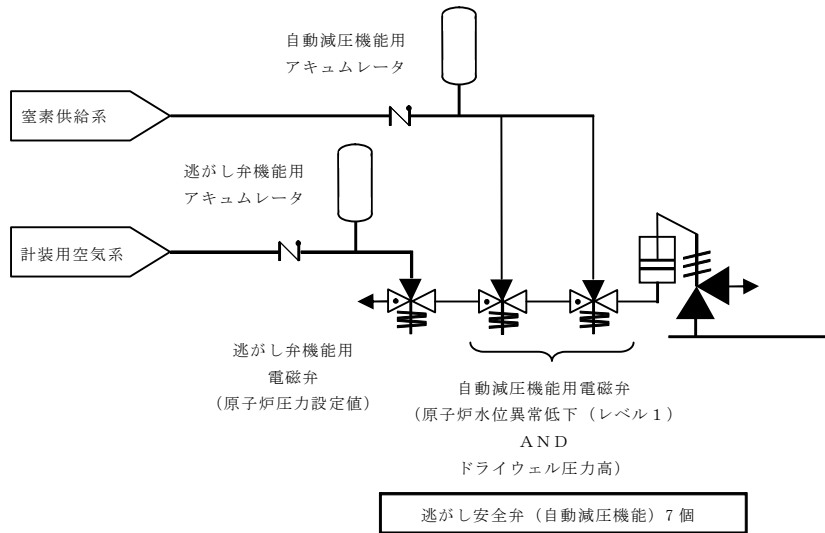 自動減圧機能用
アキュムレータ
窒素供給系
逃がし弁機能用
アキュムレータ
計装用空気系
逃がし弁機能用
電磁弁
（原子炉圧力設定値）
自動減圧機能用電磁弁
（原子炉水位異常低下（レベル１）
ＡＮＤ
ドライウェル圧力高）
逃がし安全弁（自動減圧機能）７個